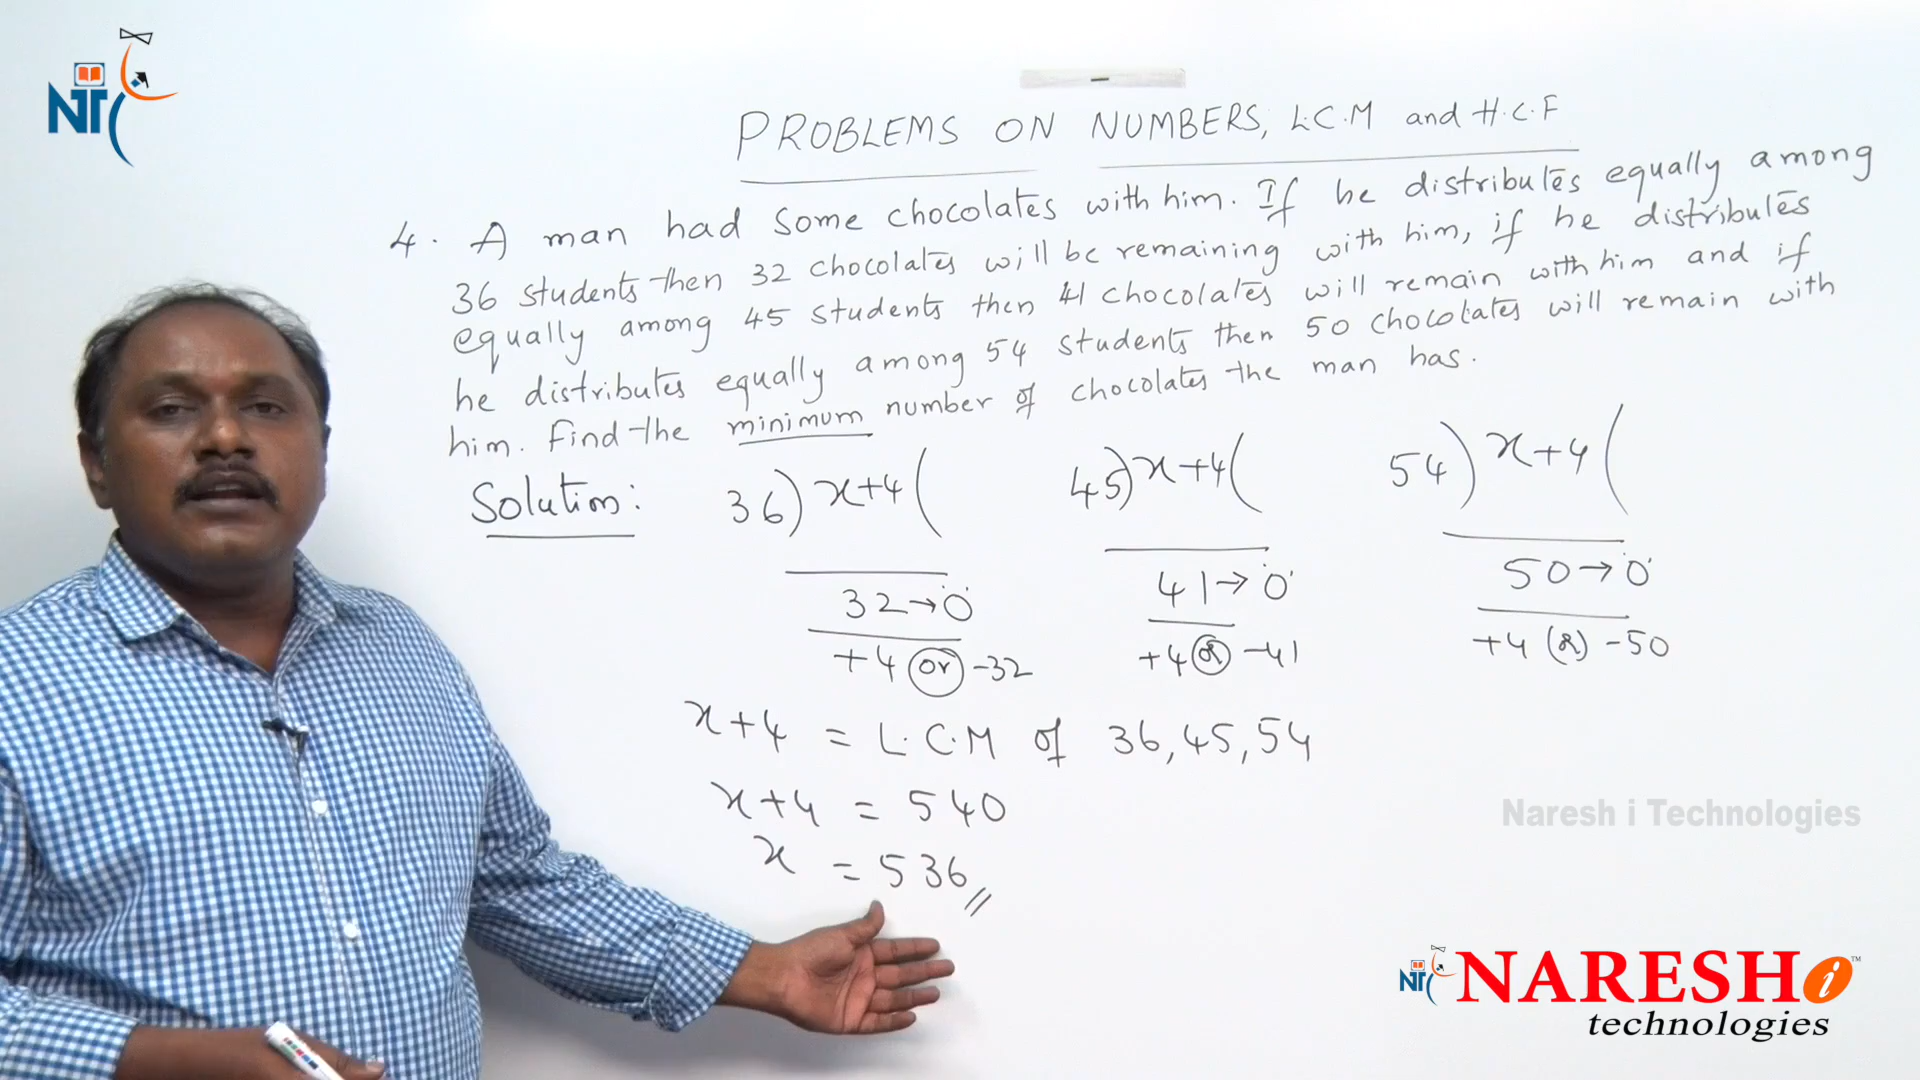 NT
PROBLEMS ON NUMBERS, L.C.M and H.C.F
4. A man had some chocolates with him. If he distributes equally among
36 students then 32 chocolates will be remaining with him, if he distributes
equally among 45 students then 41 chocolates will remain with him and if
he distributes equally among 54 students then 50 chocolates will remain with
him. Find the minimum number of chocolates the man has.
Solution: 36) x+4 ( 45) x+4 ( 54) x+4 (
32→0 41→0 50→0
+4 or -32 +4 or -41 +4 (or) -50
x+4 = L.C.M of 36, 45, 54
x+4 = 540
x = 536
Naresh i Technologies
NT NARESH i ™
technologies